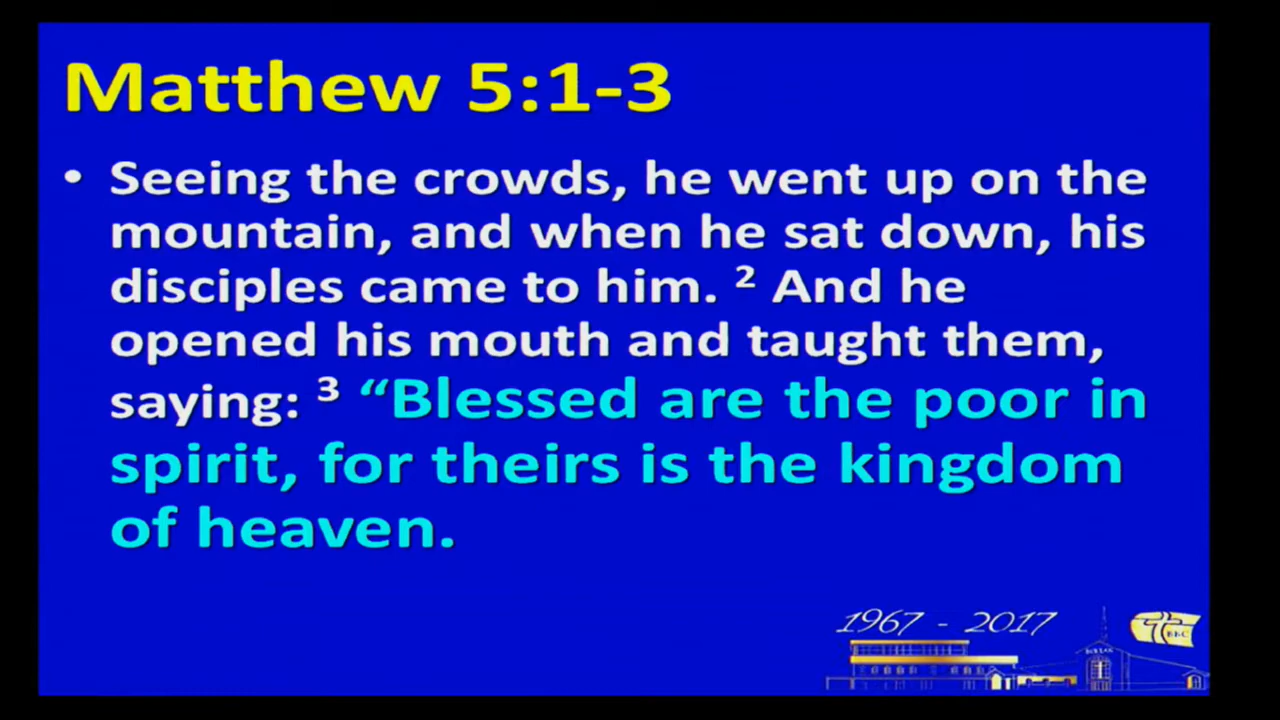 Matthew 5:1-3
• Seeing the crowds, he went up on the
mountain, and when he sat down, his
disciples came to him. ² And he
opened his mouth and taught them,
saying: ³ “Blessed are the poor in
spirit, for theirs is the kingdom
of heaven.
1967 - 2017
BBC